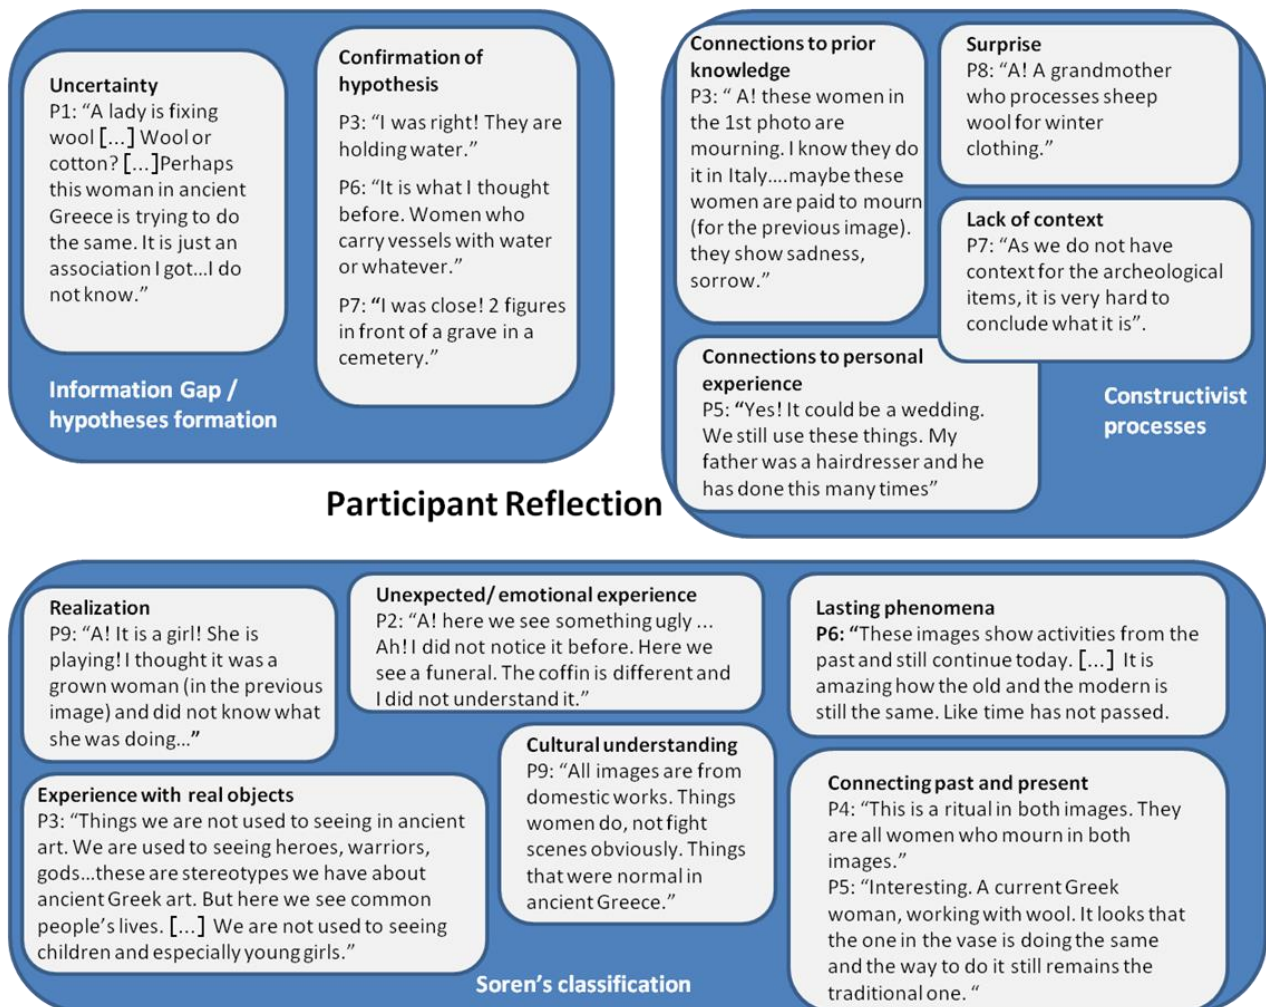 Uncertainty
P1: “A lady is fixing
wool [...] Wool or
cotton? [...]Perhaps
this woman in ancient
Greece is trying to do
the same. It is just an
association I got...I do
not know.”
Confirmation of
hypothesis
P3: “I was right! They are
holding water.”
P6: “It is what I thought
before. Women who
carry vessels with water
or whatever.”
P7: “I was close! 2 figures
in front of a grave in a
cemetery.”
Information Gap /
hypotheses formation
Connections to prior
knowledge
P3: “ A! these women in
the 1st photo are
mourning. I know they do
it in Italy....maybe these
women are paid to mourn
(for the previous image).
they show sadness,
sorrow.”
Surprise
P8: “A! A grandmother
who processes sheep
wool for winter
clothing.”
Lack of context
P7: “As we do not have
context for the archeological
items, it is very hard to
conclude what it is”.
Connections to personal
experience
P5: “Yes! It could be a wedding.
We still use these things. My
father was a hairdresser and he
has done this many times”
Constructivist
processes
Participant Reflection
Realization
P9: “A! It is a girl! She is
playing! I thought it was a
grown woman (in the previous
image) and did not know what
she was doing...”
Unexpected/ emotional experience
P2: “A! here we see something ugly ...
Ah! I did not notice it before. Here we
see a funeral. The coffin is different and
I did not understand it.”
Lasting phenomena
P6: “These images show activities from the
past and still continue today. [...] It is
amazing how the old and the modern is
still the same. Like time has not passed.
Experience with real objects
P3: “Things we are not used to seeing in ancient
art. We are used to seeing heroes, warriors,
gods...these are stereotypes we have about
ancient Greek art. But here we see common
people’s lives. [...] We are not used to seeing
children and especially young girls.”
Cultural understanding
P9: “All images are from
domestic works. Things
women do, not fight
scenes obviously. Things
that were normal in
ancient Greece.”
Connecting past and present
P4: “This is a ritual in both images. They
are all women who mourn in both
images.”
P5: “Interesting. A current Greek
woman, working with wool. It looks that
the one in the vase is doing the same
and the way to do it still remains the
traditional one. “
Soren’s classification